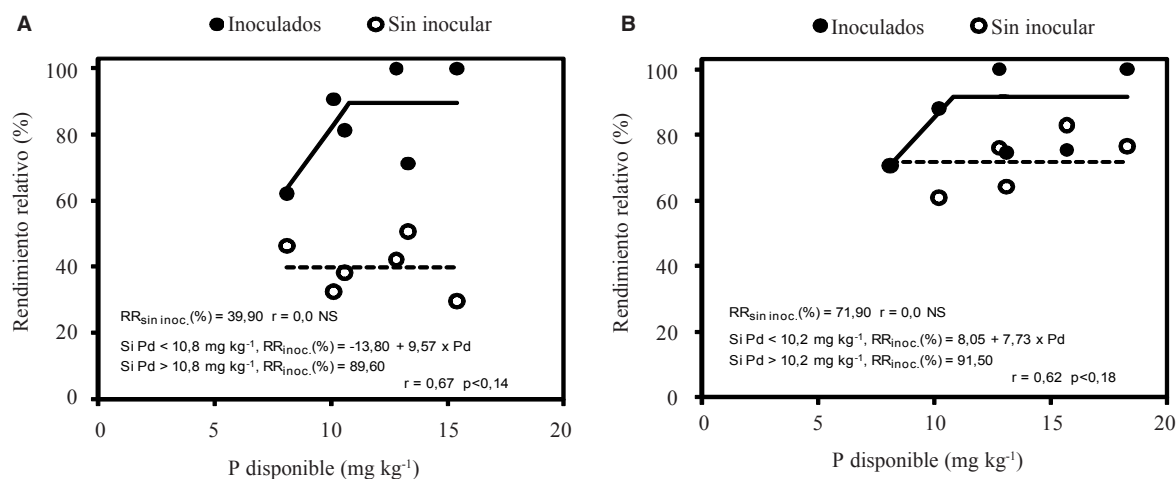 A
Inoculados Sin inocular
Rendimiento relativo (%)
100
80
60
40
20
0
RRsin inoc.(%) = 39,90 r = 0,0 NS
Si Pd < 10,8 mg kg-1, RRinoc.(%) = -13,80 + 9,57 x Pd
Si Pd > 10,8 mg kg-1, RRinoc.(%) = 89,60
r = 0,67 p<0,14
0 5 10 15 20
P disponible (mg kg-1)
B
Inoculados Sin inocular
Rendimiento relativo (%)
100
80
60
40
20
0
RRsin inoc.(%) = 71,90 r = 0,0 NS
Si Pd < 10,2 mg kg-1, RRinoc.(%) = 8,05 + 7,73 x Pd
Si Pd > 10,2 mg kg-1, RRinoc.(%) = 91,50
r = 0,62 p<0,18
0 5 10 15 20
P disponible (mg kg-1)